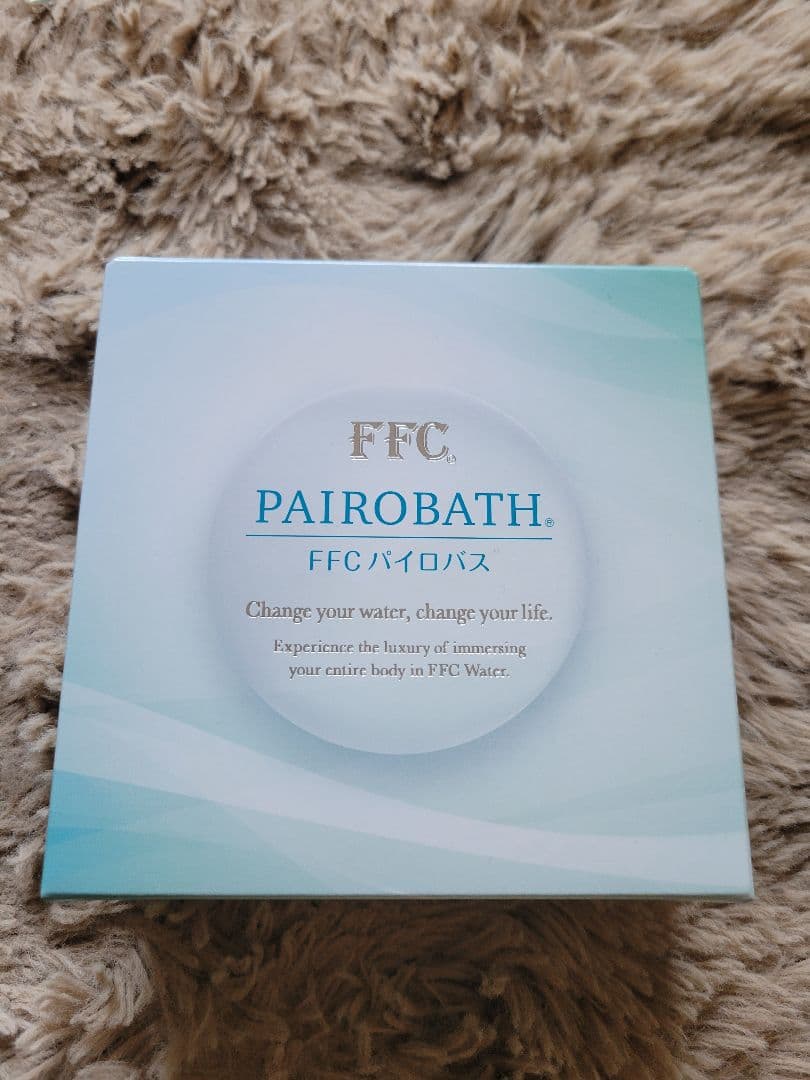 FFC®
PAIROBATH®
FFCパイロバス
Change your water, change your life.
Experience the luxury of immersing
your entire body in FFC Water.